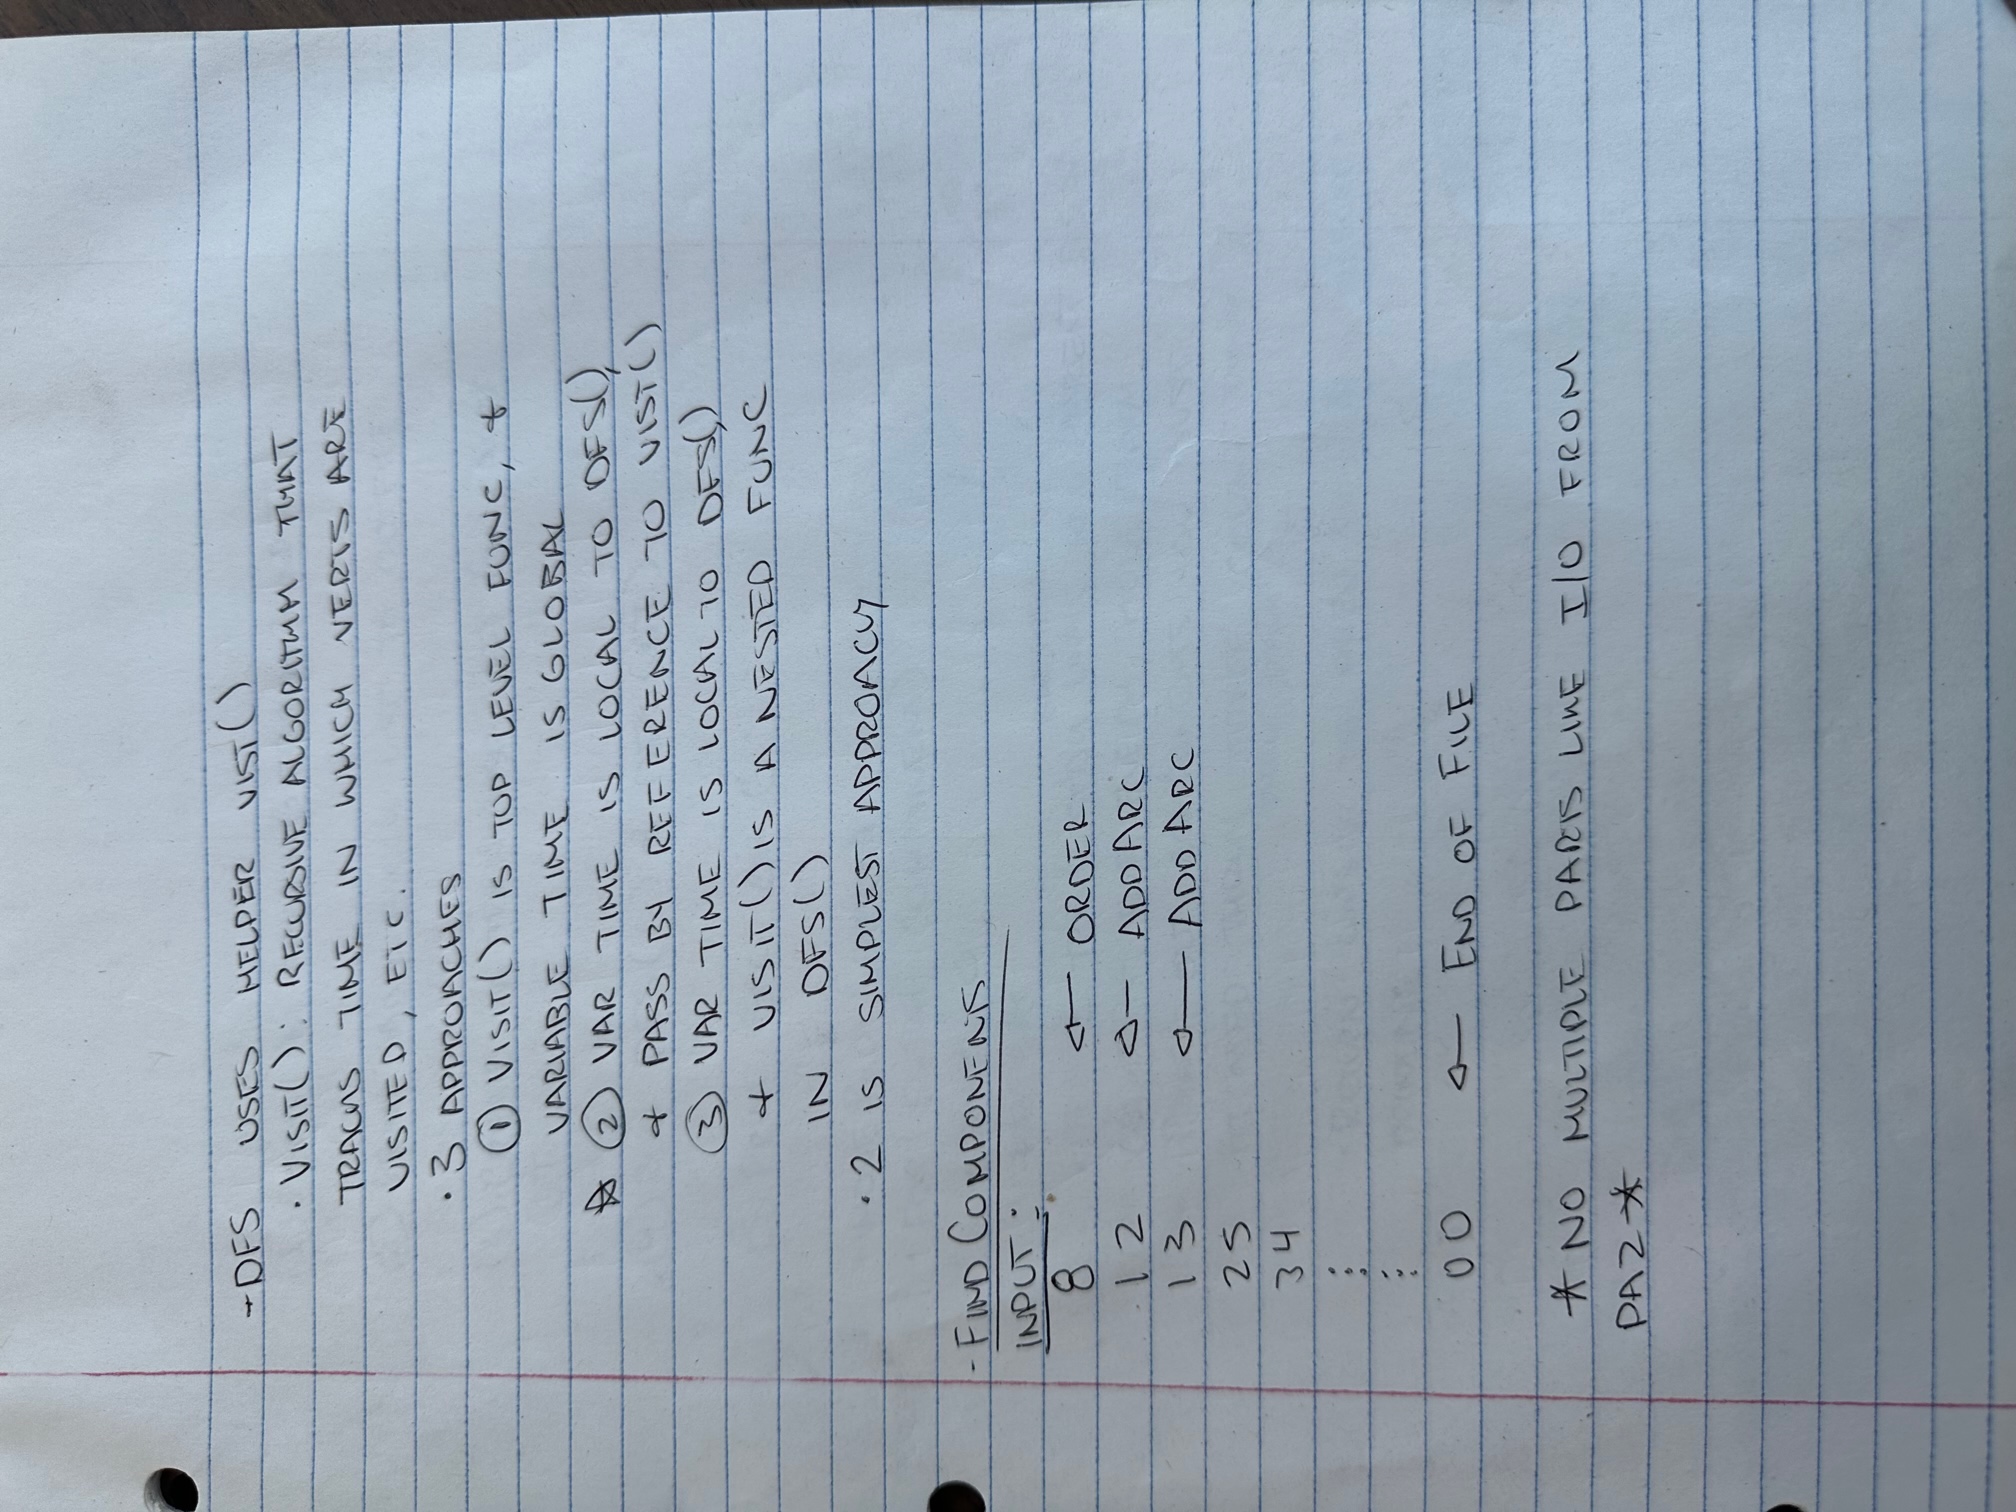 - DFS USES HELPER VIST()
· VISIT(): RECURSIVE ALGORITHM THAT
TRACKS TIME IN WHICH VERTS ARE
VISITED, ETC.
· 3 APPROACHES
① VISIT() IS TOP LEVEL FUNC, &
VARIABLE TIME IS GLOBAL
☆ ② VAR TIME IS LOCAL TO DFS(),
& PASS BY REFERENCE TO VIST()
③ VAR TIME IS LOCAL TO DFS()
& VISIT() IS A NESTED FUNC
IN DFS()
· 2 IS SIMPLEST APPROACH
- FIND COMPONENTS
INPUT:
8 ← ORDER
1 2 ← ADD ARC
1 3 ← ADD ARC
2 5
3 4
⋮
⋮
0 0 ← END OF FILE
* NO MULTIPLE PARTS LIKE I/O FROM
PA2 *